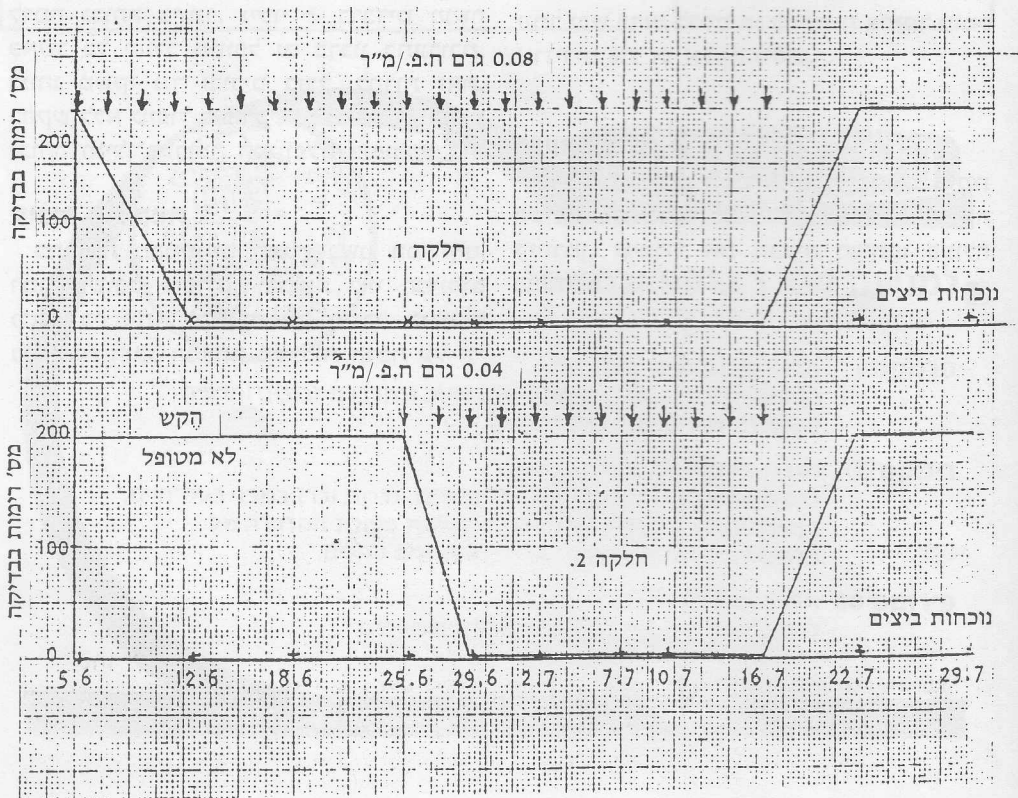 0.08 גרם ח.פ./מ"ר
מס' רימות בבדיקה
200
100
0
חלקה 1.
נוכחות ביצים
0.04 גרם ח.פ./מ"ר
מס' רימות בבדיקה
200
100
0
הקש
לא מטופל
חלקה 2.
נוכחות ביצים
5.6 12.6 18.6 25.6 29.6 2.7 7.7 10.7 16.7 22.7 29.7